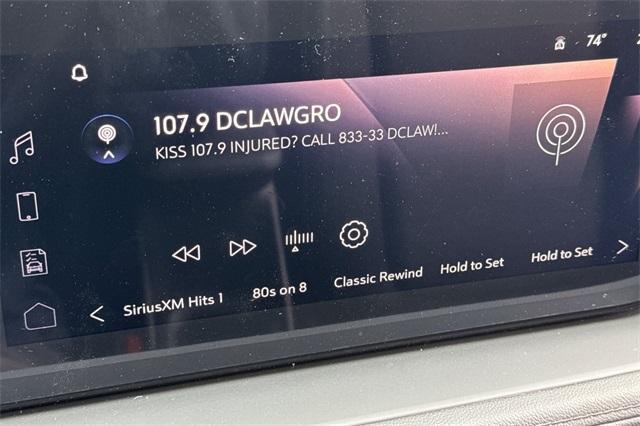 74°
107.9 DCLAWGRO
KISS 107.9 INJURED? CALL 833-33 DCLAW!...
SiriusXM Hits 1
80s on 8
Classic Rewind
Hold to Set
Hold to Set